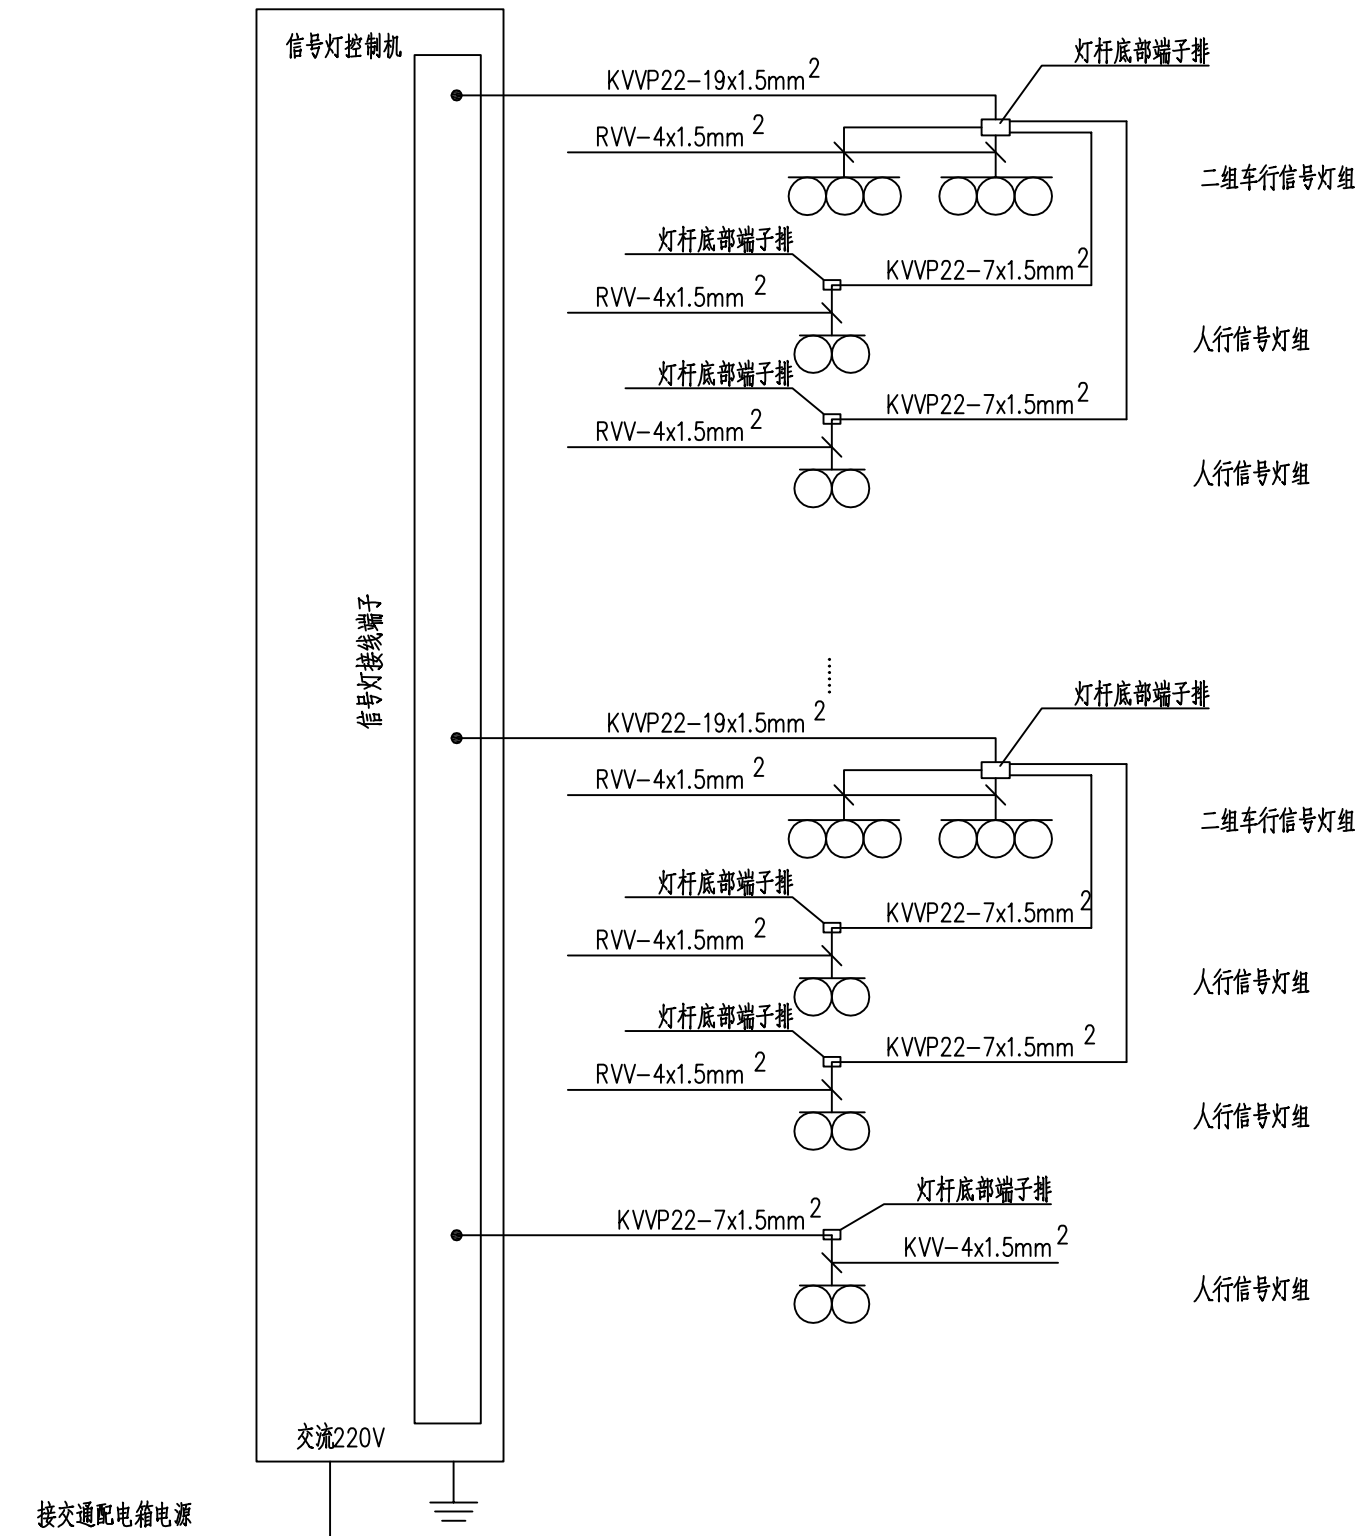 信号灯控制机
灯杆底部端子排
KVVP22-19x1.5mm²
RVV-4x1.5mm²
二组车行信号灯组
灯杆底部端子排
KVVP22-7x1.5mm²
RVV-4x1.5mm²
人行信号灯组
灯杆底部端子排
KVVP22-7x1.5mm²
RVV-4x1.5mm²
人行信号灯组
信号灯接线端子
......
灯杆底部端子排
KVVP22-19x1.5mm²
RVV-4x1.5mm²
二组车行信号灯组
灯杆底部端子排
KVVP22-7x1.5mm²
RVV-4x1.5mm²
人行信号灯组
灯杆底部端子排
KVVP22-7x1.5mm²
RVV-4x1.5mm²
人行信号灯组
灯杆底部端子排
KVVP22-7x1.5mm²
KVV-4x1.5mm²
人行信号灯组
交流220V
接交通配电箱电源